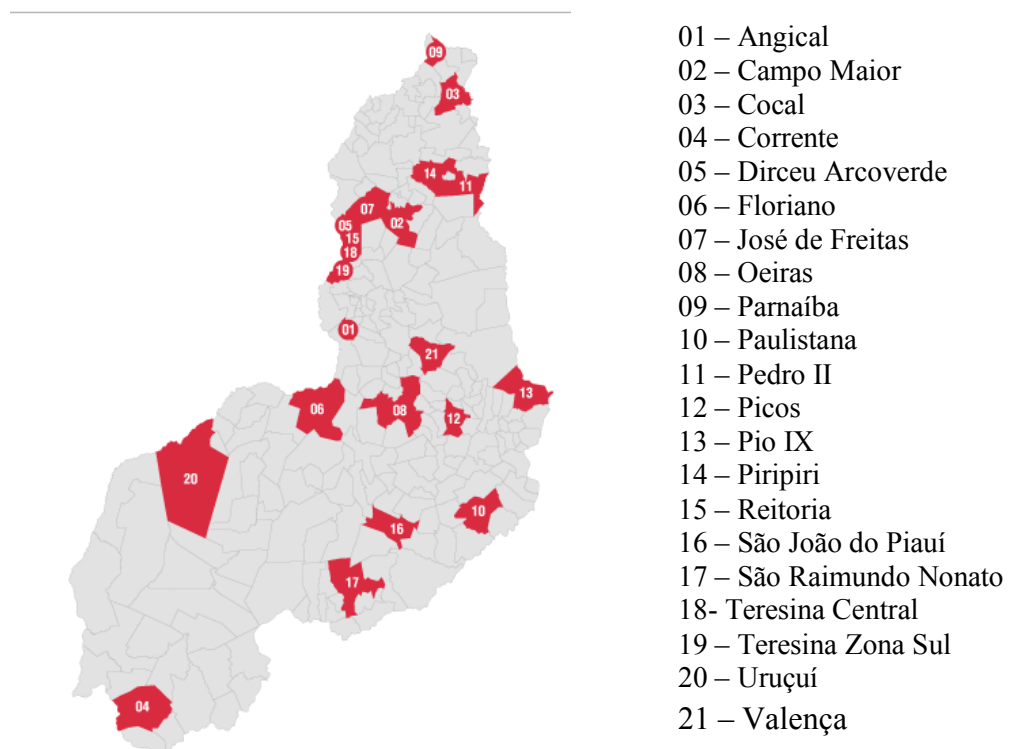 09
03
14
11
07
02
05
15
18
19
01
21
13
06
08
12
20
10
16
17
04
01 – Angical
02 – Campo Maior
03 – Cocal
04 – Corrente
05 – Dirceu Arcoverde
06 – Floriano
07 – José de Freitas
08 – Oeiras
09 – Parnaíba
10 – Paulistana
11 – Pedro II
12 – Picos
13 – Pio IX
14 – Piripiri
15 – Reitoria
16 – São João do Piauí
17 – São Raimundo Nonato
18- Teresina Central
19 – Teresina Zona Sul
20 – Uruçuí
21 – Valença